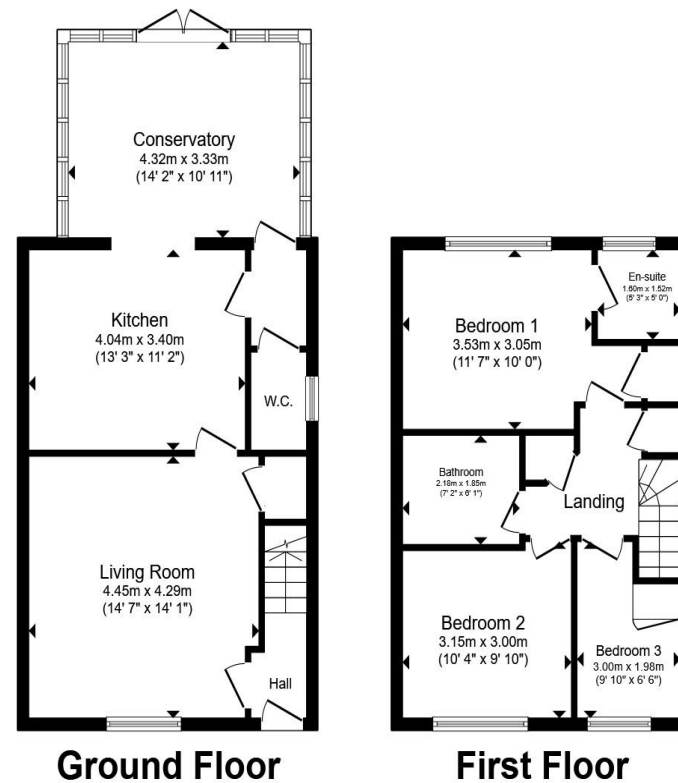 Conservatory
4.32m x 3.33m
(14' 2" x 10' 11")
Kitchen
4.04m x 3.40m
(13' 3" x 11' 2")
W.C.
Living Room
4.45m x 4.29m
(14' 7" x 14' 1")
Hall
Ground Floor
En-suite
1.60m x 1.52m
(5' 3" x 5' 0")
Bedroom 1
3.53m x 3.05m
(11' 7" x 10' 0")
Bathroom
2.18m x 1.85m
(7' 2" x 6' 1")
Landing
Bedroom 2
3.15m x 3.00m
(10' 4" x 9' 10")
Bedroom 3
3.00m x 1.98m
(9' 10" x 6' 6")
First Floor